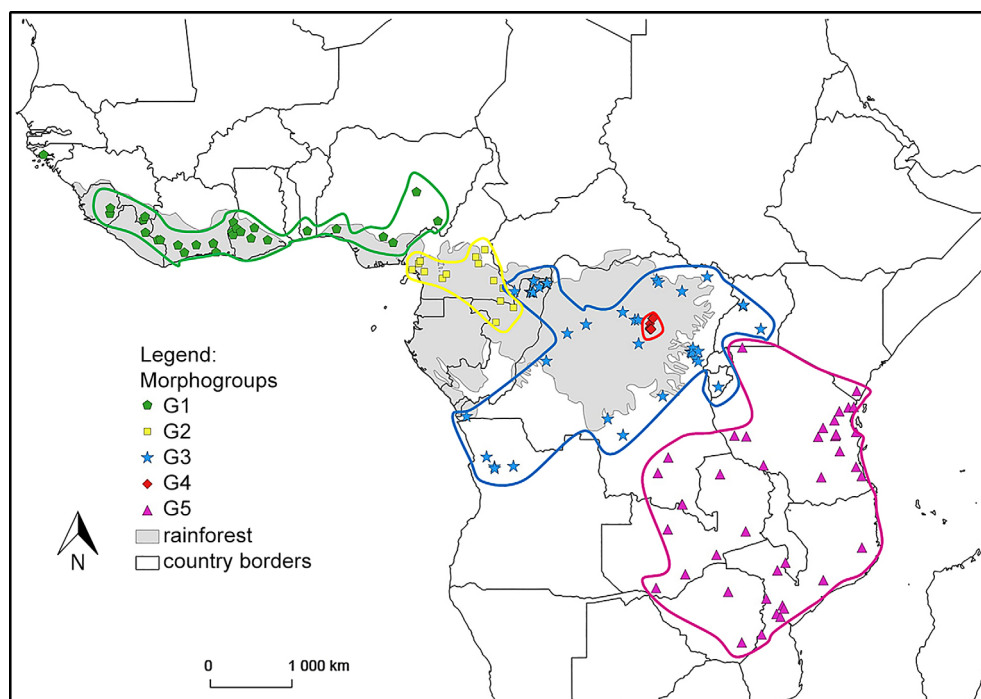 Legend:
Morphogroups
G1
G2
G3
G4
G5
rainforest
country borders
N
0 1 000 km